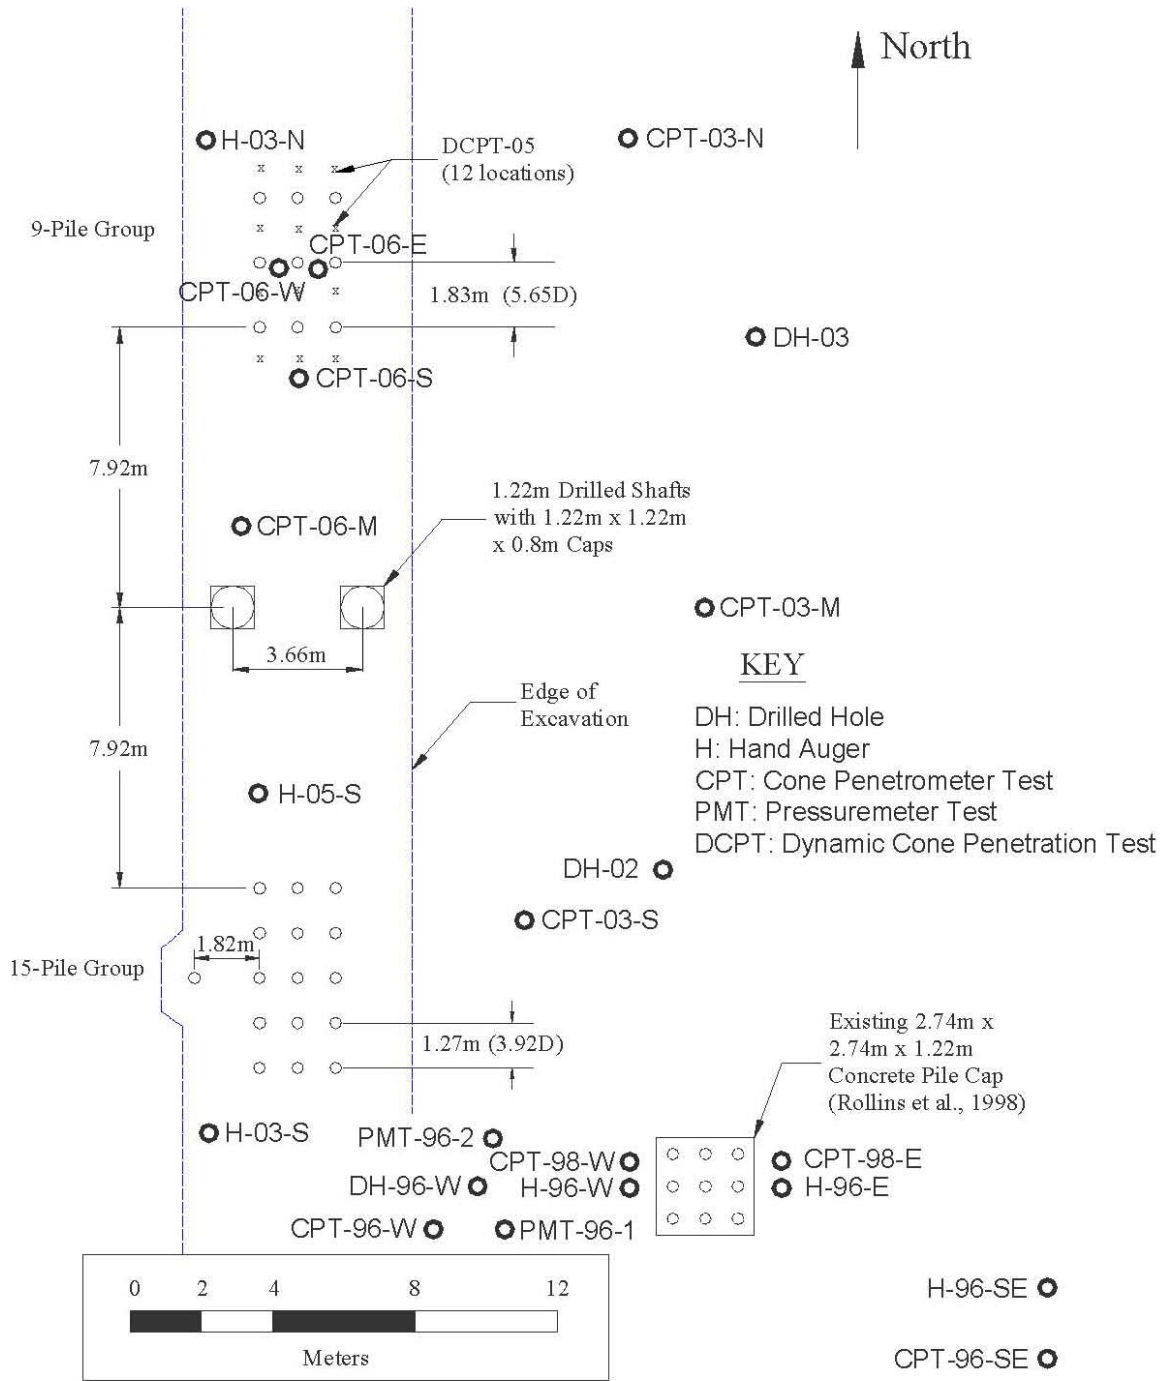 North
H-03-N
DCPT-05
(12 locations)
CPT-03-N
x x x
9-Pile Group
x x x
CPT-06-E
CPT-06-W
x x
1.83m (5.65D)
DH-03
x x x
CPT-06-S
7.92m
1.22m Drilled Shafts
with 1.22m x 1.22m
x 0.8m Caps
CPT-06-M
CPT-03-M
3.66m
KEY
Edge of
Excavation
DH: Drilled Hole
H: Hand Auger
CPT: Cone Penetrometer Test
PMT: Pressuremeter Test
DCPT: Dynamic Cone Penetration Test
7.92m
H-05-S
DH-02
CPT-03-S
1.82m
15-Pile Group
1.27m (3.92D)
Existing 2.74m x
2.74m x 1.22m
Concrete Pile Cap
(Rollins et al., 1998)
H-03-S
PMT-96-2
CPT-98-W
CPT-98-E
DH-96-W
H-96-W
H-96-E
CPT-96-W
PMT-96-1
0 2 4 8 12
Meters
H-96-SE
CPT-96-SE